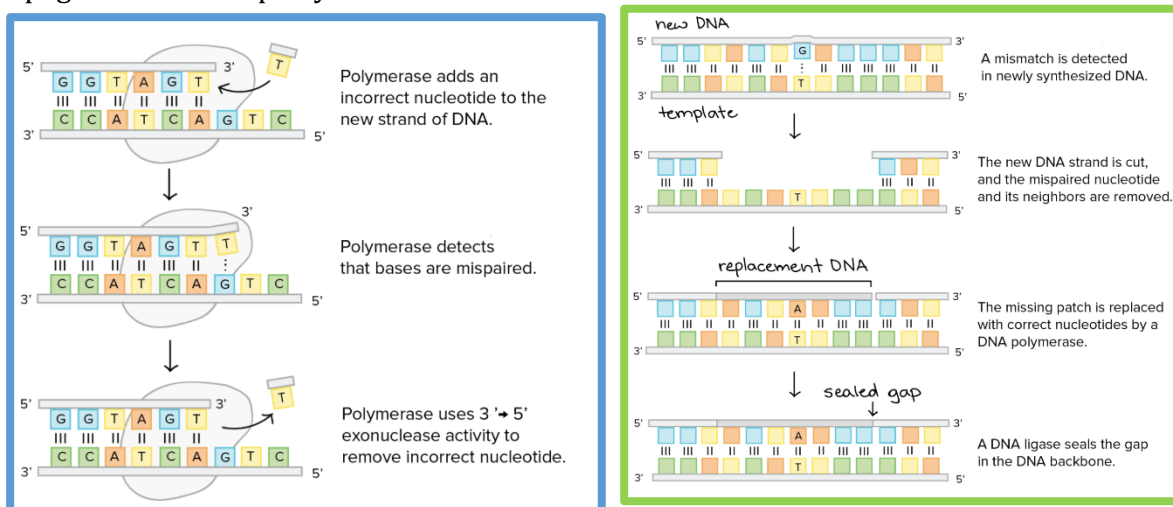 5' G G T A G T 3' T
3' C C A T C A G T C 5'
Polymerase adds an
incorrect nucleotide to the
new strand of DNA.
3'
5' G G T A G T T
3' C C A T C A G T C 5'
Polymerase detects
that bases are mispaired.
T
5' G G T A G T 3'
3' C C A T C A G T C 5'
Polymerase uses 3 '→ 5'
exonuclease activity to
remove incorrect nucleotide.
new DNA
5' G 3'
3' T 5'
template
A mismatch is detected
in newly synthesized DNA.
5' 3'
3' T 5'
The new DNA strand is cut,
and the mispaired nucleotide
and its neighbors are removed.
replacement DNA
5' A 3'
3' T 5'
The missing patch is replaced
with correct nucleotides by a
DNA polymerase.
sealed gap
5' A 3'
3' T 5'
A DNA ligase seals the gap
in the DNA backbone.